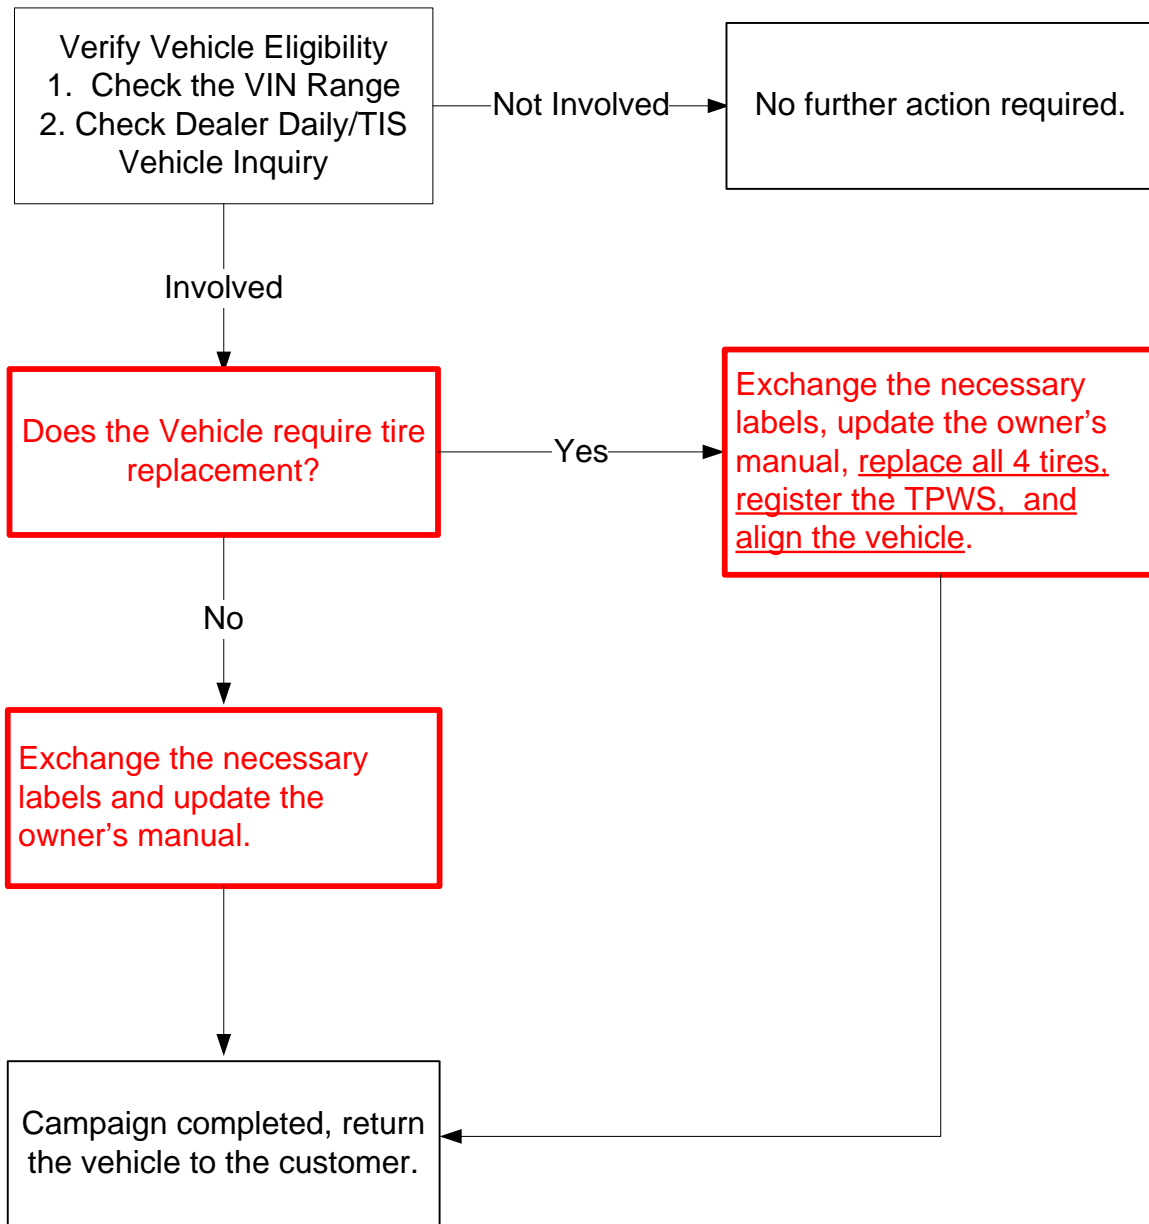 Verify Vehicle Eligibility
1.  Check the VIN Range
2. Check Dealer Daily/TIS
Vehicle Inquiry
Not Involved
No further action required.
Involved
Does the Vehicle require tire
replacement?
Yes
Exchange the necessary
labels, update the owner's
manual, replace all 4 tires,
register the TPWS,  and
align the vehicle.
No
Exchange the necessary
labels and update the
owner's manual.
Campaign completed, return
the vehicle to the customer.